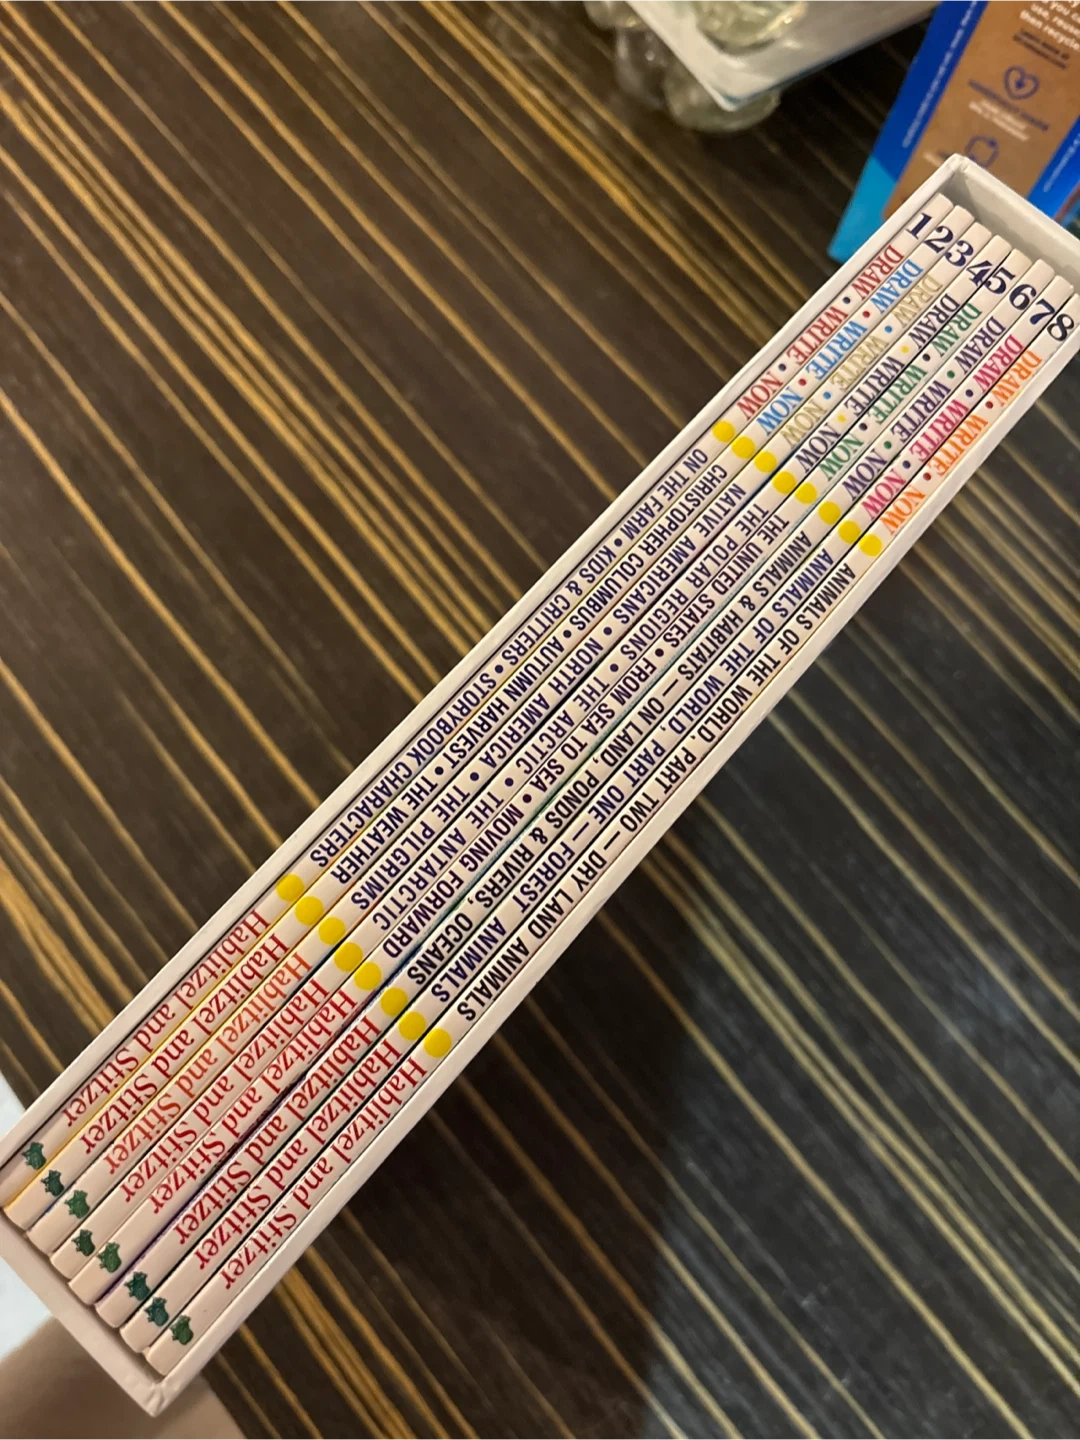 1 DRAW • WRITE • NOW ON THE FARM • KIDS & CRITTERS • STORYBOOK CHARACTERS Hablitzel and Stitzer
2 DRAW • WRITE • NOW CHRISTOPHER COLUMBUS • AUTUMN HARVEST • THE WEATHER Hablitzel and Stitzer
3 DRAW • WRITE • NOW NATIVE AMERICANS • NORTH AMERICA • THE PILGRIMS Hablitzel and Stitzer
4 DRAW • WRITE • NOW THE POLAR REGIONS • THE ARCTIC • THE ANTARCTIC Hablitzel and Stitzer
5 DRAW • WRITE • NOW THE UNITED STATES • FROM SEA TO SEA • MOVING FORWARD Hablitzel and Stitzer
6 DRAW • WRITE • NOW ANIMALS & HABITATS — ON LAND, PONDS & RIVERS, OCEANS Hablitzel and Stitzer
7 DRAW • WRITE • NOW ANIMALS OF THE WORLD, PART ONE — FOREST ANIMALS Hablitzel and Stitzer
8 DRAW • WRITE • NOW ANIMALS OF THE WORLD, PART TWO — DRY LAND ANIMALS Hablitzel and Stitzer